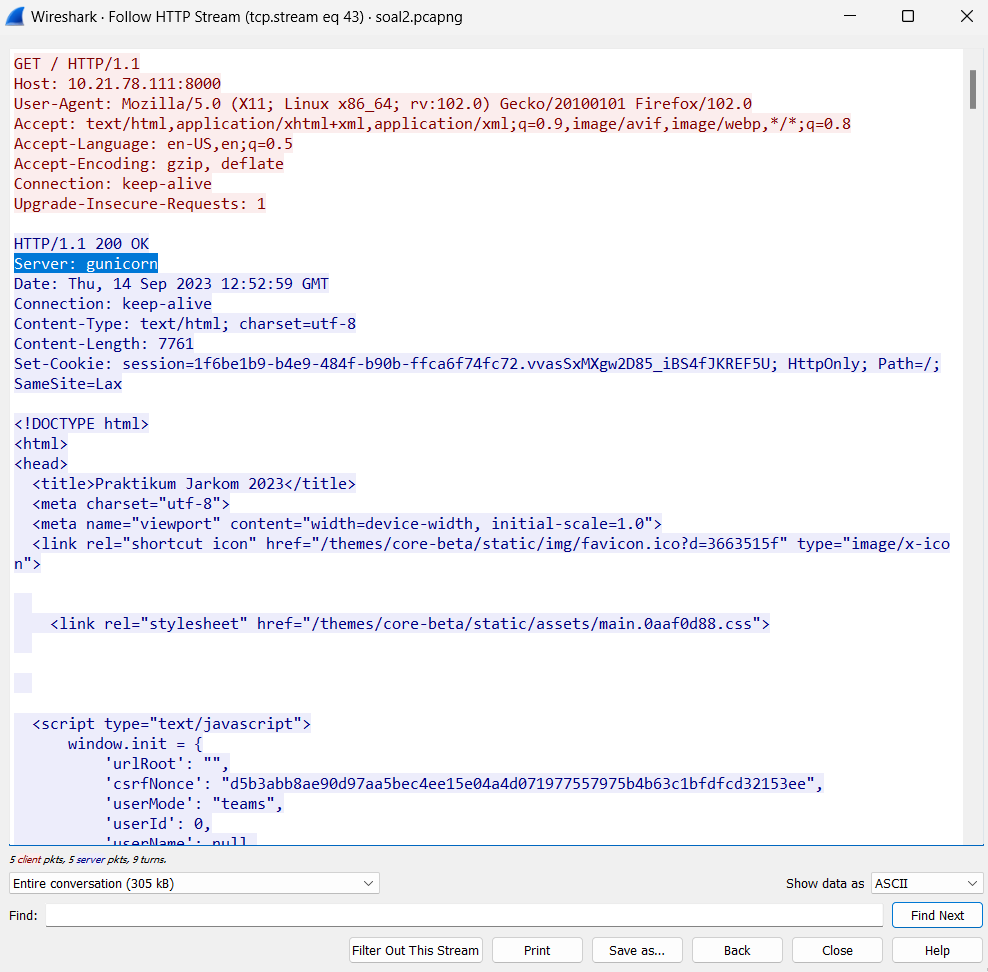 Wireshark · Follow HTTP Stream (tcp.stream eq 43) · soal2.pcapng
GET / HTTP/1.1
Host: 10.21.78.111:8000
User-Agent: Mozilla/5.0 (X11; Linux x86_64; rv:102.0) Gecko/20100101 Firefox/102.0
Accept: text/html,application/xhtml+xml,application/xml;q=0.9,image/avif,image/webp,*/*;q=0.8
Accept-Language: en-US,en;q=0.5
Accept-Encoding: gzip, deflate
Connection: keep-alive
Upgrade-Insecure-Requests: 1
HTTP/1.1 200 OK
Server: gunicorn
Date: Thu, 14 Sep 2023 12:52:59 GMT
Connection: keep-alive
Content-Type: text/html; charset=utf-8
Content-Length: 7761
Set-Cookie: session=1f6be1b9-b4e9-484f-b90b-ffca6f74fc72.vvasSxMXgw2D85_iBS4fJKREF5U; HttpOnly; Path=/;
SameSite=Lax
<!DOCTYPE html>
<html>
<head>
<title>Praktikum Jarkom 2023</title>
<meta charset="utf-8">
<meta name="viewport" content="width=device-width, initial-scale=1.0">
<link rel="shortcut icon" href="/themes/core-beta/static/img/favicon.ico?d=3663515f" type="image/x-ico
n">
<link rel="stylesheet" href="/themes/core-beta/static/assets/main.0aaf0d88.css">
<script type="text/javascript">
window.init = {
'urlRoot': "",
'csrfNonce': "d5b3abb8ae90d97aa5bec4ee15e04a4d071977557975b4b63c1bfdfcd32153ee",
'userMode': "teams",
'userId': 0,
'userName': null,
5 client pkts, 5 server pkts, 9 turns.
Entire conversation (305 kB)
Show data as ASCII
Find:
Find Next
Filter Out This Stream
Print
Save as...
Back
Close
Help